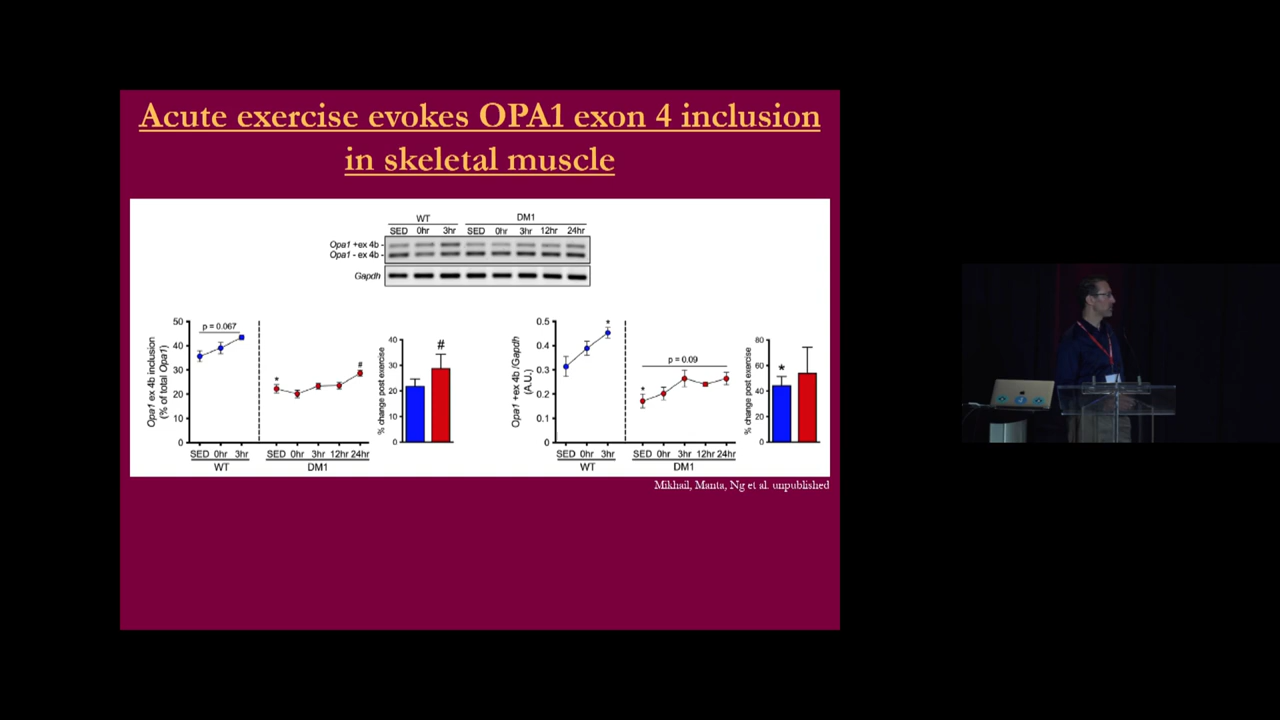 Acute exercise evokes OPA1 exon 4 inclusion
in skeletal muscle
WT DM1
SED 0hr 3hr SED 0hr 3hr 12hr 24hr
Opa1 +ex 4b -
Opa1 - ex 4b -
Gapdh
Opa1 ex 4b inclusion
(% of total Opa1)
50
40
30
20
10
0
p = 0.067
*
#
SED 0hr 3hr SED 0hr 3hr 12hr 24hr
WT DM1
% change post exercise
40
30
20
10
0
#
Opa1 +ex 4b /Gapdh
(A.U.)
0.5
0.4
0.3
0.2
0.1
0
*
p = 0.09
*
SED 0hr 3hr SED 0hr 3hr 12hr 24hr
WT DM1
% change post exercise
80
60
40
20
0
*
Mikhail, Manta, Ng et al. unpublished